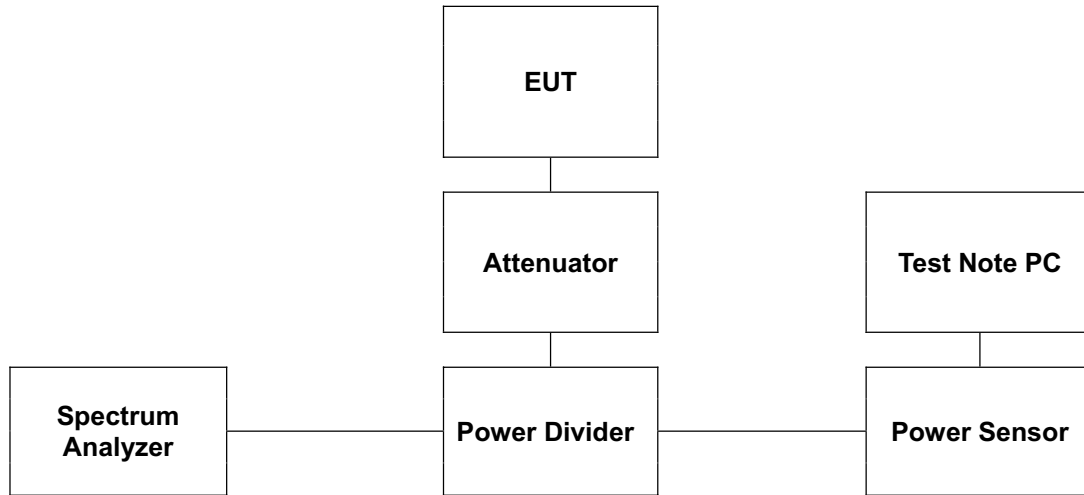 EUT
Attenuator
Test Note PC
Spectrum
Analyzer
Power Divider
Power Sensor